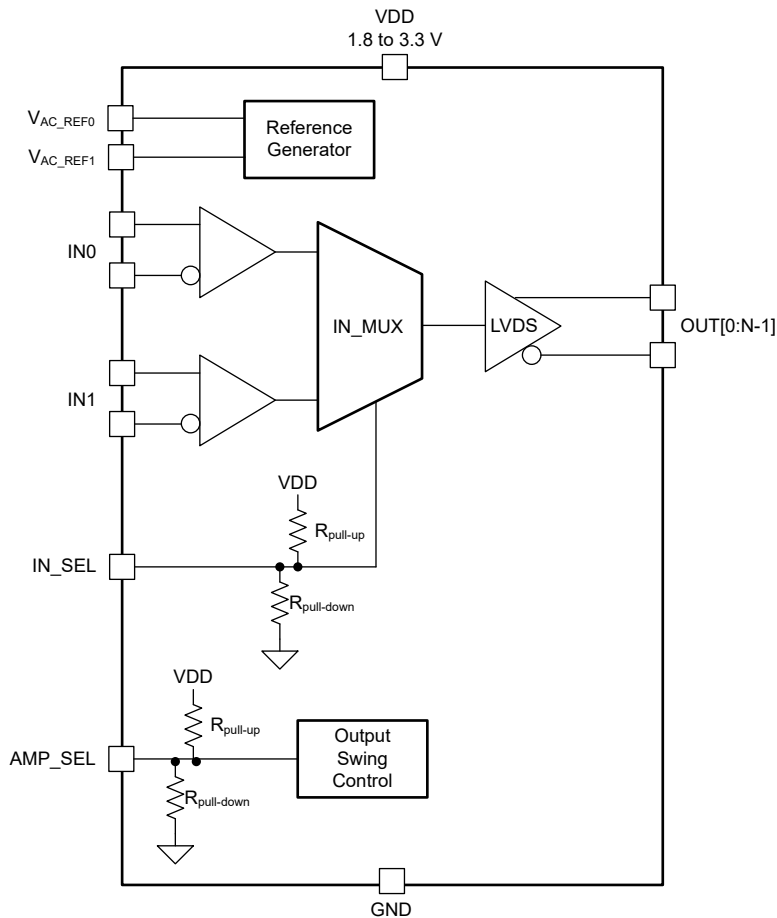 VDD
1.8 to 3.3 V
VAC_REF0
VAC_REF1
Reference
Generator
IN0
IN_MUX
LVDS
OUT[0:N-1]
IN1
VDD
Rpull-up
IN_SEL
Rpull-down
VDD
Rpull-up
AMP_SEL
Output
Swing
Control
Rpull-down
GND